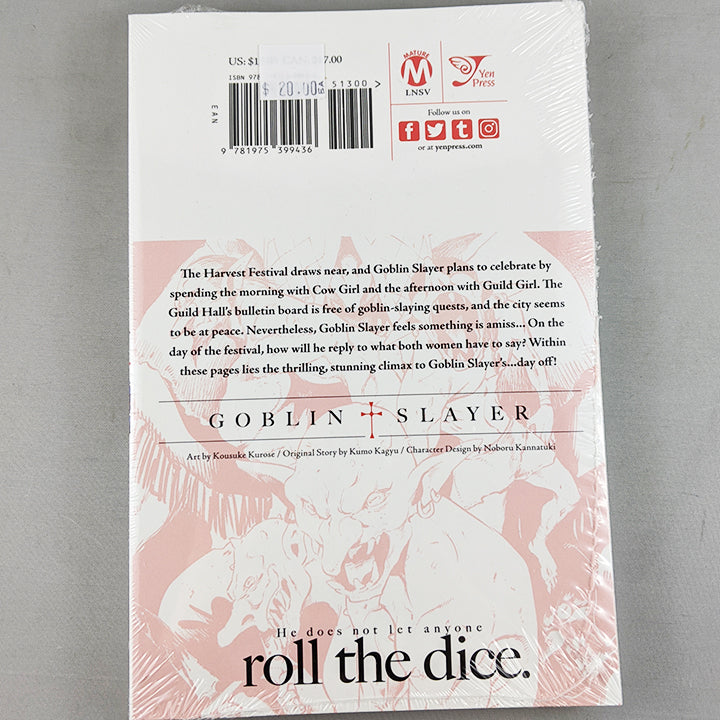 US: $1 CAN: $17.00
ISBN 978
$ 20.00
51300 >
EAN
9 781975 399436
MATURE
M
LNSV
Yen
Press
Follow us on
or at yenpress.com
The Harvest Festival draws near, and Goblin Slayer plans to celebrate by
spending the morning with Cow Girl and the afternoon with Guild Girl. The
Guild Hall's bulletin board is free of goblin-slaying quests, and the city seems
to be at peace. Nevertheless, Goblin Slayer feels something is amiss... On the
day of the festival, how will he reply to what both women have to say? Within
these pages lies the thrilling, stunning climax to Goblin Slayer's...day off!
GOBLIN SLAYER
Art by Kousuke Kurose / Original Story by Kumo Kagyu / Character Design by Noboru Kannatuki
He does not let anyone
roll the dice.